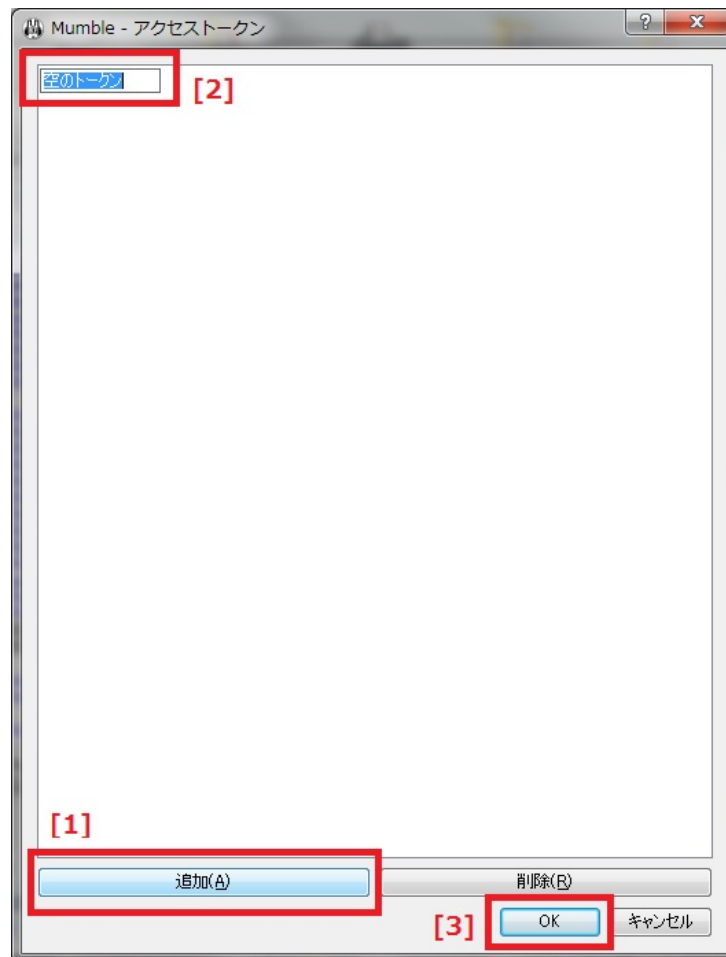 Mumble - アクセストークン
空のトークン
[2]
[1]
追加(A)
削除(R)
[3]
OK
キャンセル